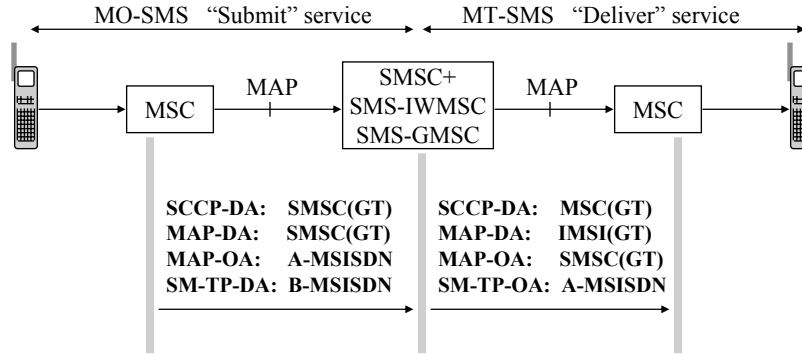 MO-SMS “Submit” service
MT-SMS “Deliver” service
MSC
MAP
SMSC+
SMS-IWMSC
SMS-GMSC
MAP
MSC
SCCP-DA: SMSC(GT)
MAP-DA: SMSC(GT)
MAP-OA: A-MSISDN
SM-TP-DA: B-MSISDN
SCCP-DA: MSC(GT)
MAP-DA: IMSI(GT)
MAP-OA: SMSC(GT)
SM-TP-OA: A-MSISDN